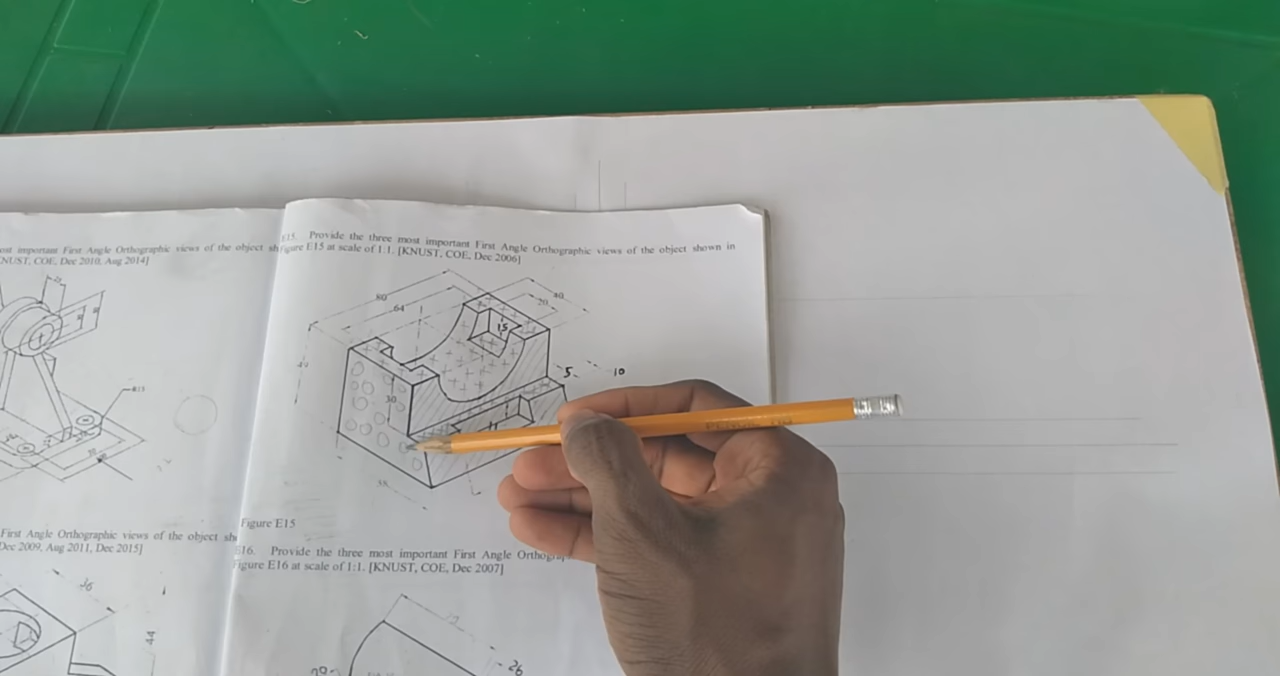 ost important First Angle Orthographic views of the object sh
NUST, COE, Dec 2010, Aug 2014]
E15. Provide the three most important First Angle Orthographic views of the object shown in
Figure E15 at scale of 1:1. [KNUST, COE, Dec 2006]
80
64
40
20
15
5
10
30
Figure E15
First Angle Orthographic views of the object sh
Dec 2009, Aug 2011, Dec 2015]
E16. Provide the three most important First Angle Orthogra
Figure E16 at scale of 1:1. [KNUST, COE, Dec 2007]
36
44
26